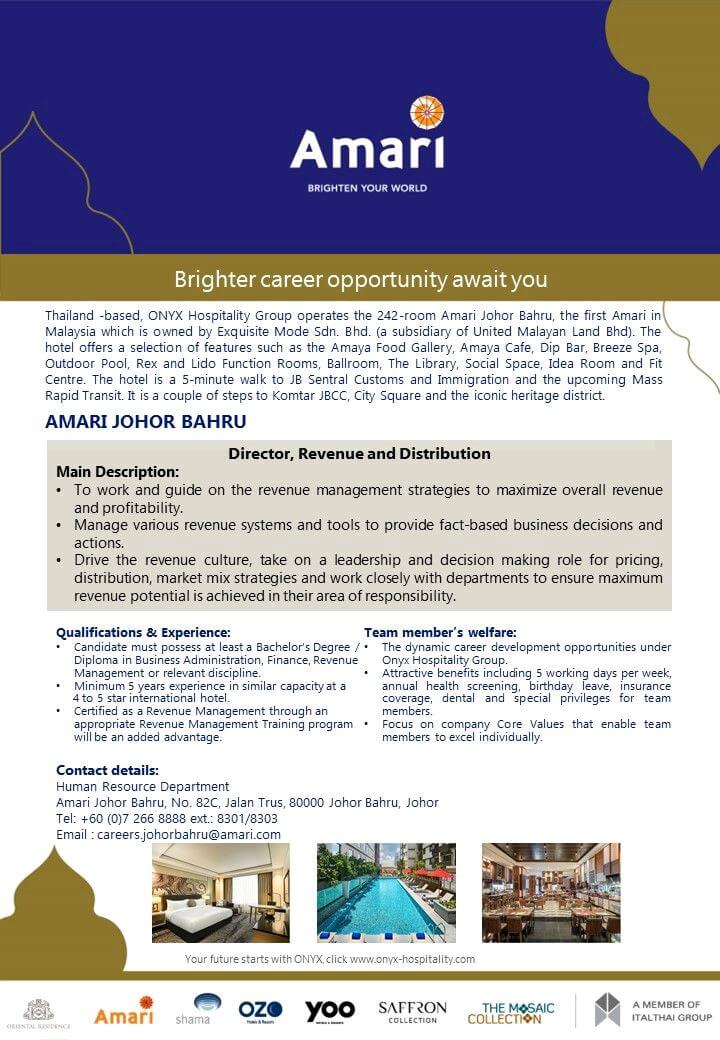 Amari
BRIGHTEN YOUR WORLD
Brighter career opportunity await you
Thailand -based, ONYX Hospitality Group operates the 242-room Amari Johor Bahru, the first Amari in
Malaysia which is owned by Exquisite Mode Sdn. Bhd. (a subsidiary of United Malayan Land Bhd). The
hotel offers a selection of features such as the Amaya Food Gallery, Amaya Cafe, Dip Bar, Breeze Spa,
Outdoor Pool, Rex and Lido Function Rooms, Ballroom, The Library, Social Space, Idea Room and Fit
Centre. The hotel is a 5-minute walk to JB Sentral Customs and Immigration and the upcoming Mass
Rapid Transit. It is a couple of steps to Komtar JBCC, City Square and the iconic heritage district.
AMARI JOHOR BAHRU
Director, Revenue and Distribution
Main Description:
• To work and guide on the revenue management strategies to maximize overall revenue
and profitability.
• Manage various revenue systems and tools to provide fact-based business decisions and
actions.
• Drive the revenue culture, take on a leadership and decision making role for pricing,
distribution, market mix strategies and work closely with departments to ensure maximum
revenue potential is achieved in their area of responsibility.
Qualifications & Experience:
• Candidate must possess at least a Bachelor's Degree /
Diploma in Business Administration, Finance, Revenue
Management or relevant discipline.
• Minimum 5 years experience in similar capacity at a
4 to 5 star international hotel.
• Certified as a Revenue Management through an
appropriate Revenue Management Training program
will be an added advantage.
Team member's welfare:
• The dynamic career development opportunities under
Onyx Hospitality Group.
• Attractive benefits including 5 working days per week,
annual health screening, birthday leave, insurance
coverage, dental and special privileges for team
members.
• Focus on company Core Values that enable team
members to excel individually.
Contact details:
Human Resource Department
Amari Johor Bahru, No. 82C, Jalan Trus, 80000 Johor Bahru, Johor
Tel: +60 (0)7 266 8888 ext.: 8301/8303
Email : careers.johorbahru@amari.com
Your future starts with ONYX, click www.onyx-hospitality.com
ORIENTAL RESIDENCE
Amari
shama
OZO
Hotels & Resorts
YOO
HOTELS & RESORTS
SAFFRON
COLLECTION
THE MOSAIC
COLLECTION
A MEMBER OF
ITALTHAI GROUP